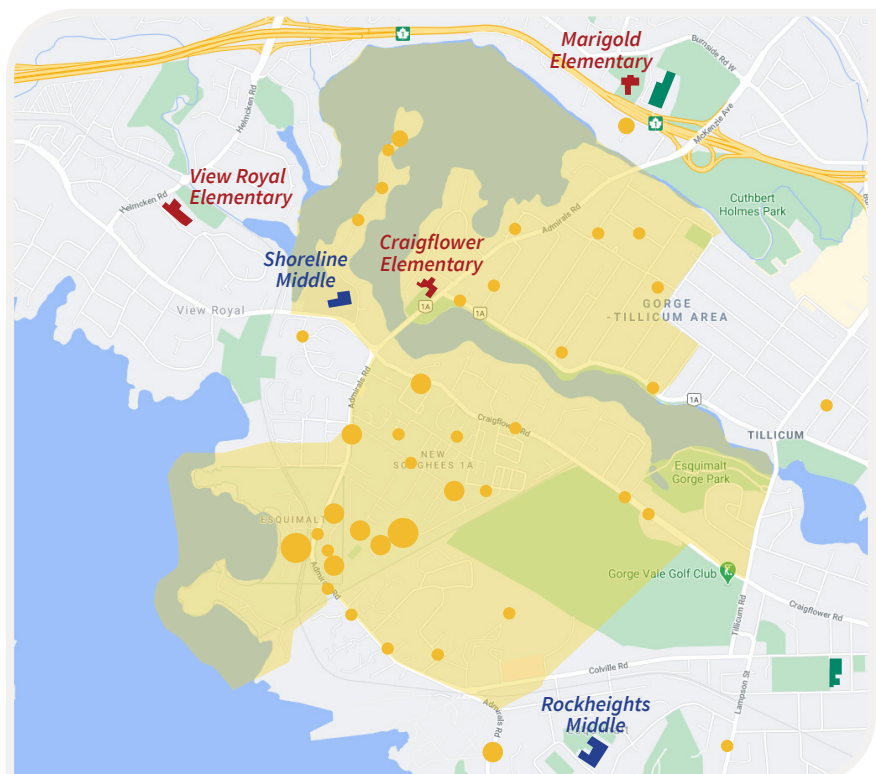 1
Marigold
Elementary
Burnside Rd W
Helmcken Rd
1
McKenzie Ave
View Royal
Elementary
Helmcken Rd
Cuthbert
Holmes Park
Admirals Rd
Craigflower
Elementary
Shoreline
Middle
1A
1A
View Royal
GORGE
-TILLICUM AREA
Admirals Rd
1A
Craigflower Rd
TILLICUM
NEW
SONGHEES 1A
Esquimalt
Gorge Park
ESQUIMALT
Admirals Rd
Gorge Vale Golf Club
Tillicum Rd
Craigflower Rd
Colville Rd
Lampson St
Admirals Rd
Rockheights
Middle